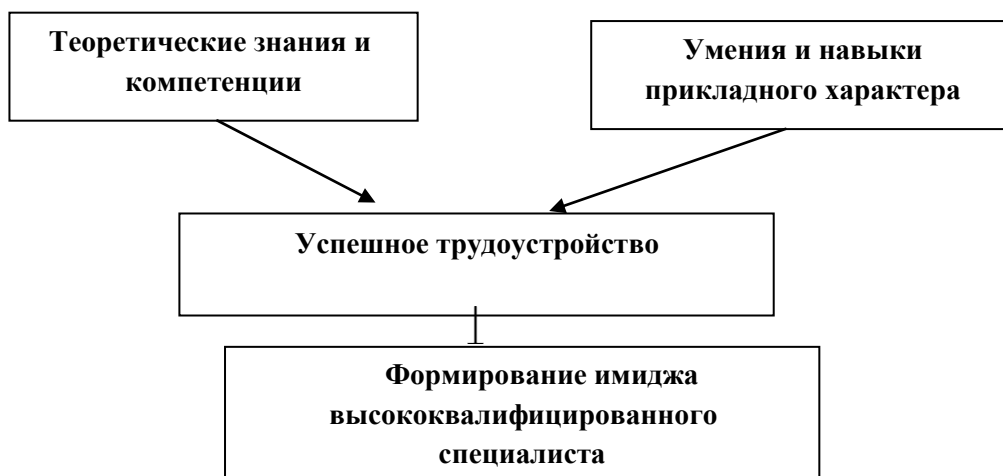 Теоретические знания и
компетенции
Умения и навыки
прикладного характера
Успешное трудоустройство
Формирование имиджа
высококвалифицированного
специалиста